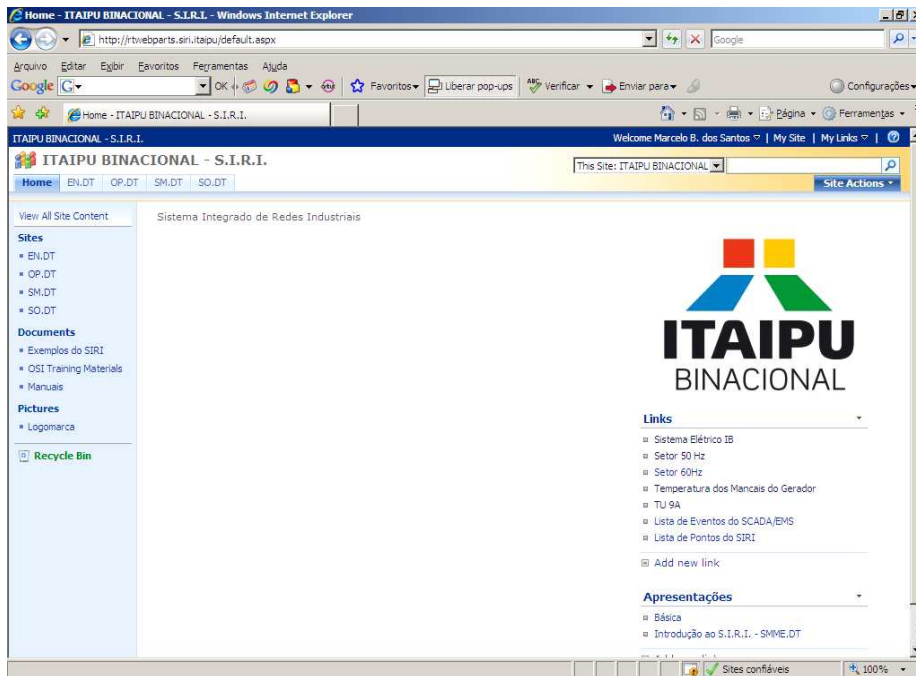 Home - ITAIPU BINACIONAL - S.I.R.I. - Windows Internet Explorer
http://rtwebparts.siri.itaipu/default.aspx
Google
Arquivo Editar Exibir Favoritos Ferramentas Ajuda
Google G OK Favoritos Liberar pop-ups ABC Verificar Enviar para Configurações
Home - ITAIPU BINACIONAL - S.I.R.I. Página Ferramentas
ITAIPU BINACIONAL - S.I.R.I. Welcome Marcelo B. dos Santos | My Site | My Links |
ITAIPU BINACIONAL - S.I.R.I.
This Site: ITAIPU BINACIONAL
Home EN.DT OP.DT SM.DT SO.DT Site Actions
View All Site Content
Sistema Integrado de Redes Industriais
Sites
EN.DT
OP.DT
SM.DT
SO.DT
Documents
Exemplos do SIRI
OSI Training Materials
Manuais
Pictures
Logomarca
Recycle Bin
ITAIPU
BINACIONAL
Links
Sistema Elétrico IB
Setor 50 Hz
Setor 60Hz
Temperatura dos Mancais do Gerador
TU 9A
Lista de Eventos do SCADA/EMS
Lista de Pontos do SIRI
Add new link
Apresentações
Básica
Introdução ao S.I.R.I. - SMME.DT
Sites confiáveis 100%